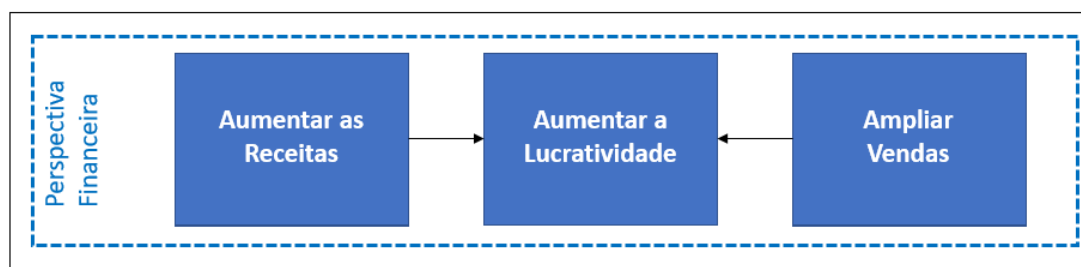 Perspectiva
Financeira
Aumentar as
Receitas
Aumentar a
Lucratividade
Ampliar
Vendas